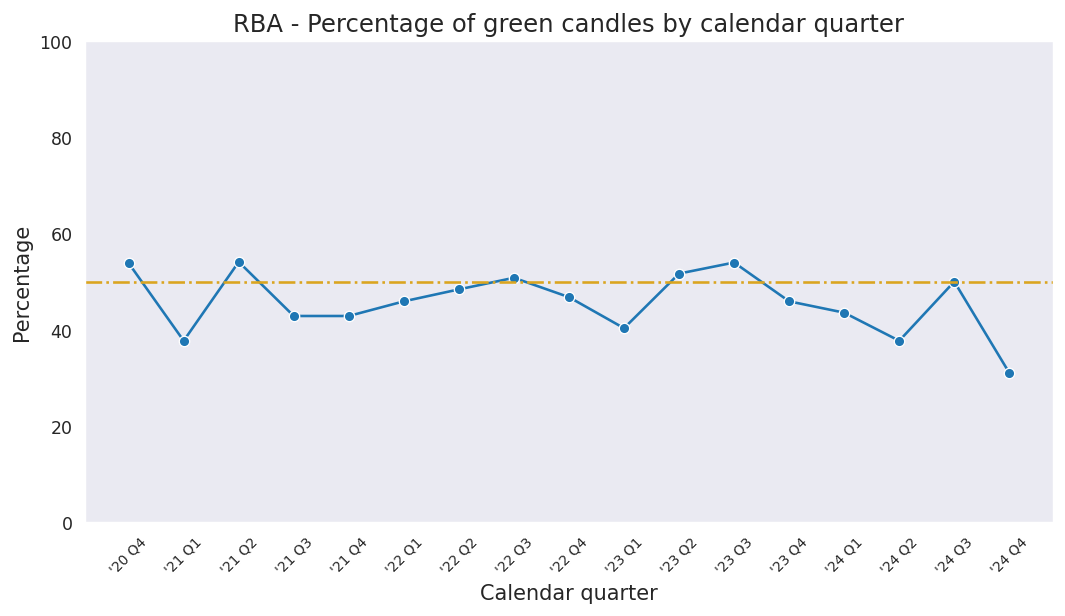 RBA - Percentage of green candles by calendar quarter
100
80
60
40
20
0
Percentage
'20 Q4
'21 Q1
'21 Q2
'21 Q3
'21 Q4
'22 Q1
'22 Q2
'22 Q3
'22 Q4
'23 Q1
'23 Q2
'23 Q3
'23 Q4
'24 Q1
'24 Q2
'24 Q3
'24 Q4
Calendar quarter